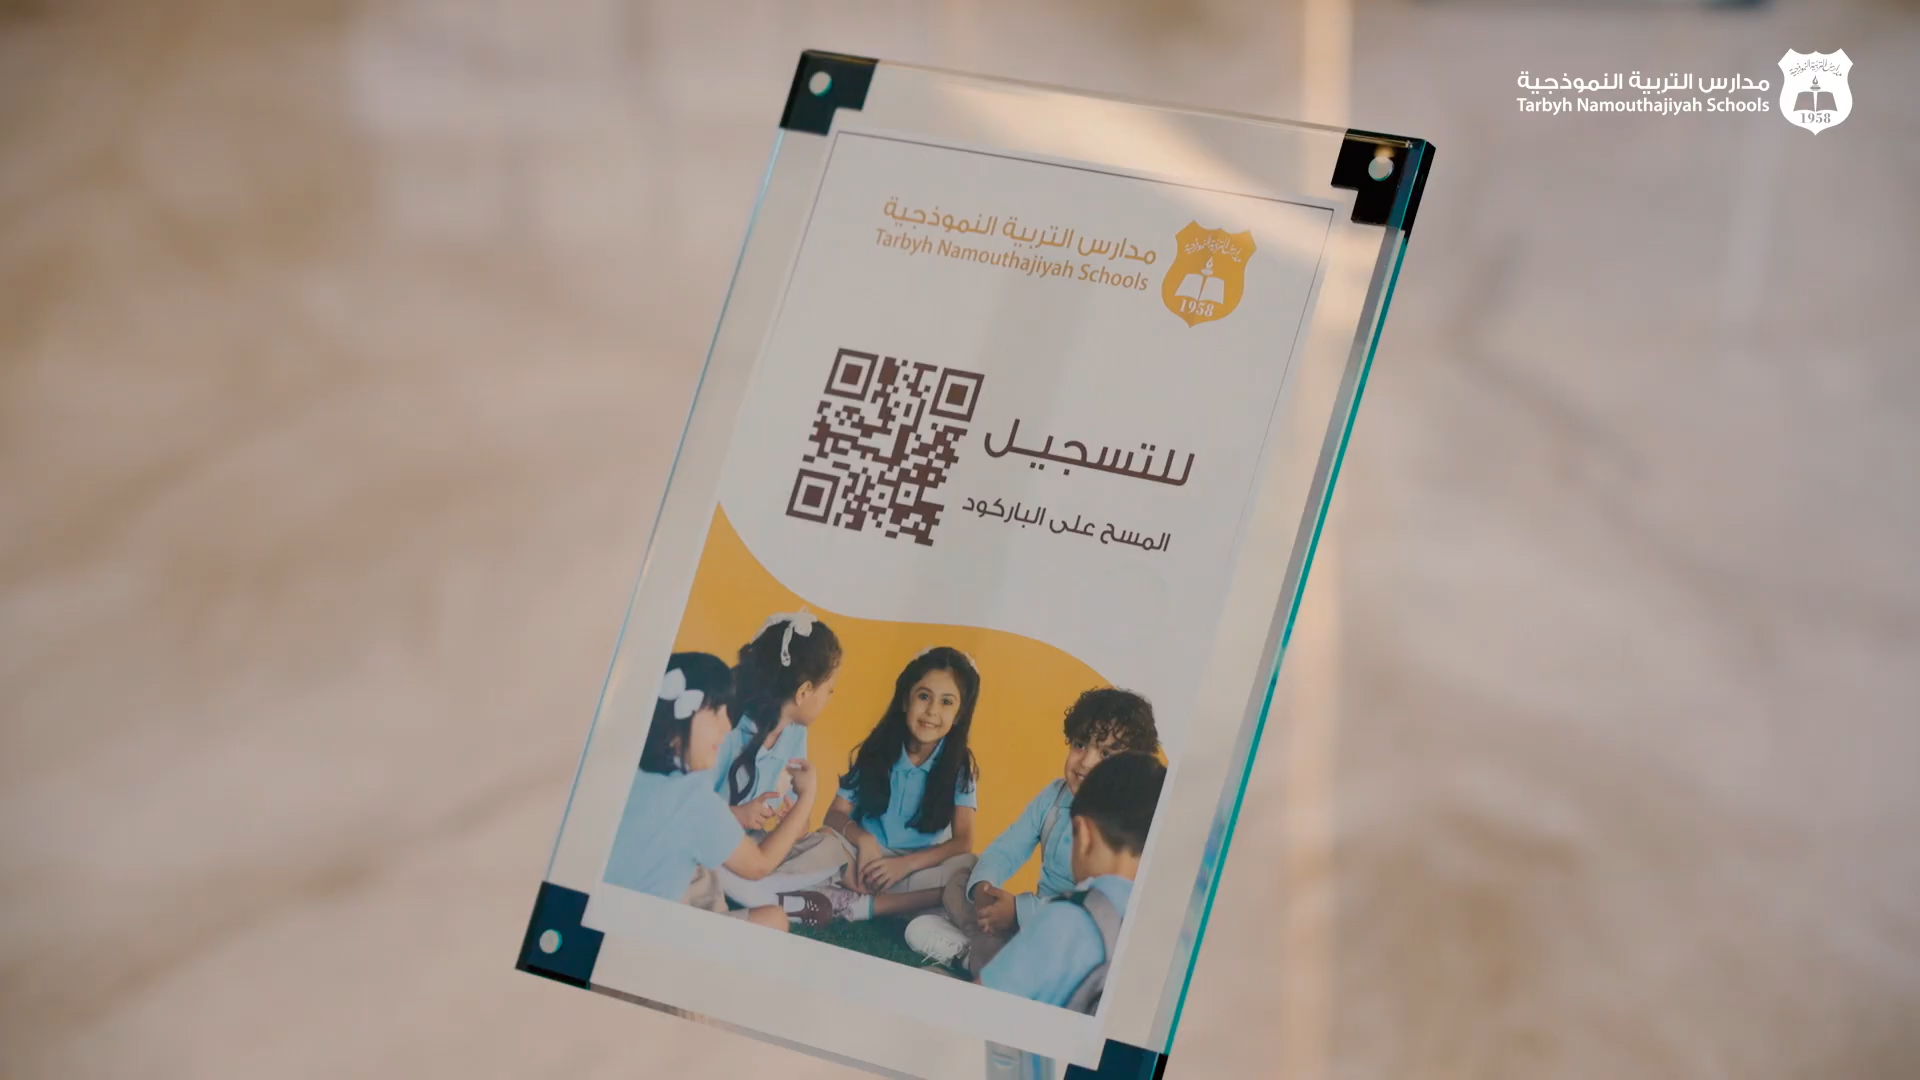 مدارس التربية النموذجية
Tarbyh Namouthajiyah Schools
1958
مدارس التربية النموذجية
Tarbyh Namouthajiyah Schools
1958
للتسجيل
المسح على الباركود